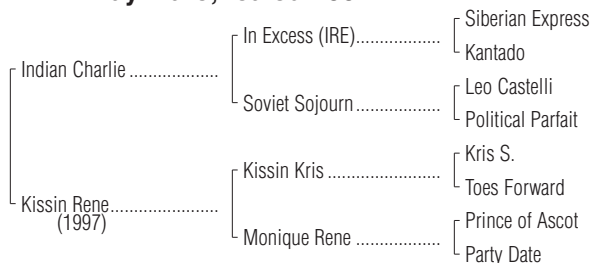 Siberian Express
In Excess (IRE)....................
Kantado
Indian Charlie .....................
Leo Castelli
Soviet Sojourn ....................
Political Parfait
Kris S.
Kissin Kris ..........................
Toes Forward
Kissin Rene.........................
(1997)
Prince of Ascot
Monique Rene ....................
Party Date